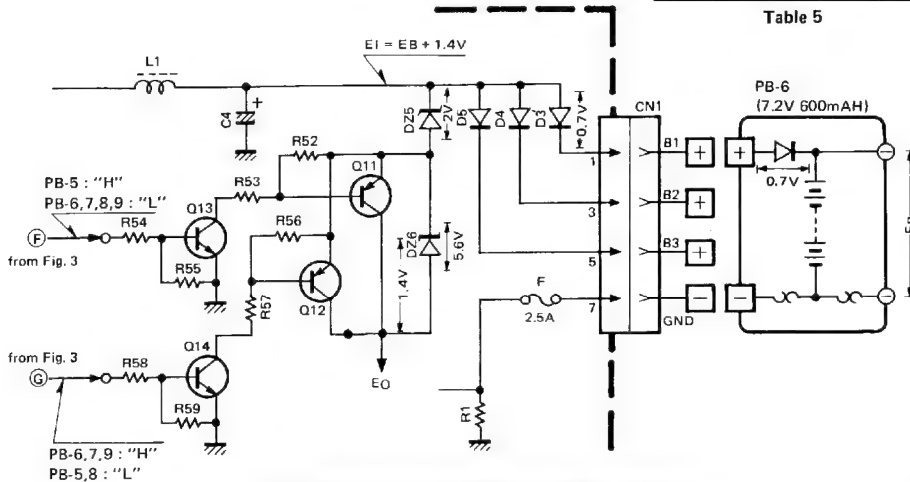 Table 5
EI = EB + 1.4V
L1
C4
+
DZ5
2V
D5
D4
D3
0.7V
CN1
PB-6
(7.2V 600mAH)
R52
Q11
1
B1
+
+
−
0.7V
PB-5 : "H"
PB-6,7,8,9 : "L"
R53
Q13
R54
F
from Fig. 3
R55
R56
3
B2
+
DZ6
5.6V
1.4V
5
B3
+
R57
Q12
F
2.5A
7
−
GND
−
−
Q14
from Fig. 3
G
R58
R59
EO
R1
PB-6,7,9 : "H"
PB-5,8 : "L"